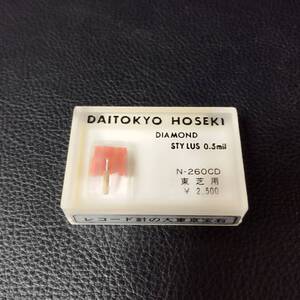 DAITOKYO HOSEKI
DIAMOND
STYLUS 0.5mil
N-260CD
東芝用
¥ 2,500
レコード針の大東京宝石